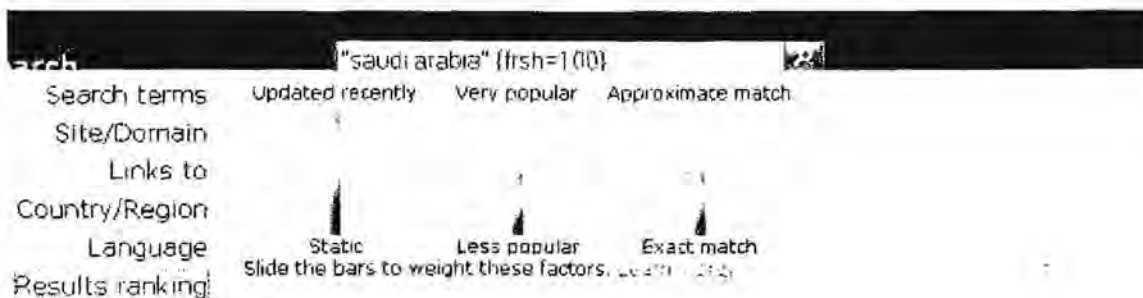 arch
"saudi arabia" {frsh=100}
Search terms
Updated recently Very popular Approximate match
Site/Domain
Links to
Country/Region
Language
Static Less popular Exact match
Slide the bars to weight these factors.
Results ranking